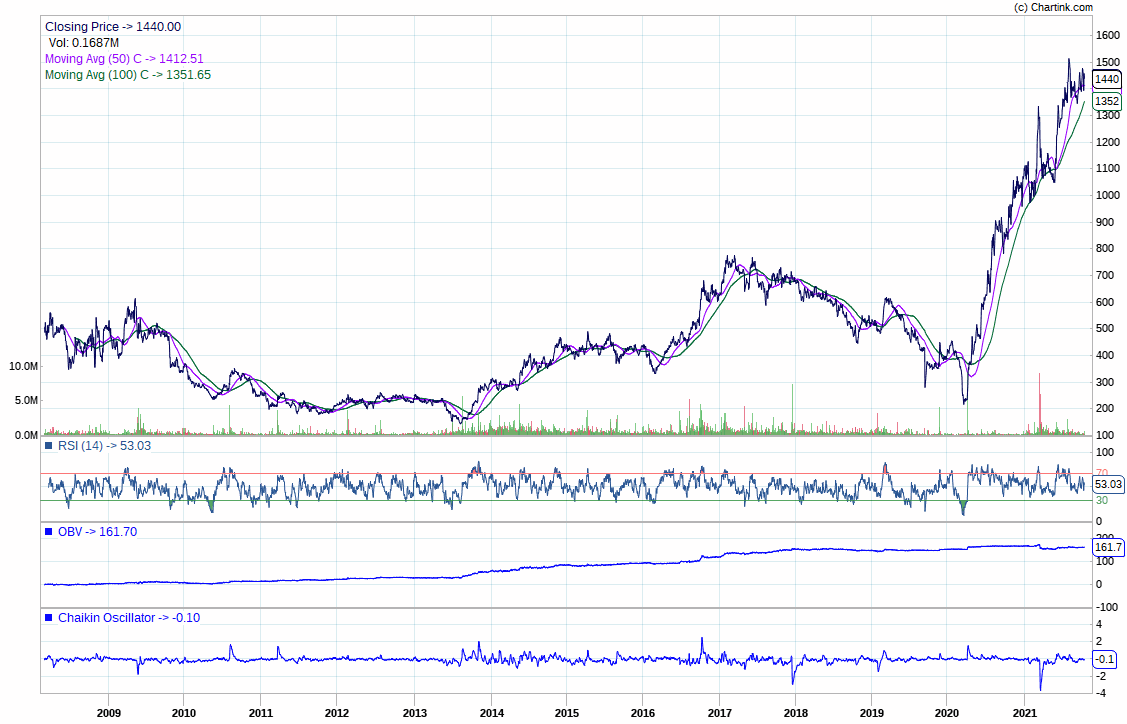 (c) Chartink.com
Closing Price -> 1440.00
Vol: 0.1687M
Moving Avg (50) C -> 1412.51
Moving Avg (100) C -> 1351.65
1600
1500
1440
1352
1300
1200
1100
1000
900
800
700
600
500
400
300
200
100
10.0M
5.0M
0.0M
RSI (14) -> 53.03
100
70
53.03
30
0
OBV -> 161.70
200
161.7
100
0
-100
Chaikin Oscillator -> -0.10
4
2
-0.1
-2
-4
2009 2010 2011 2012 2013 2014 2015 2016 2017 2018 2019 2020 2021